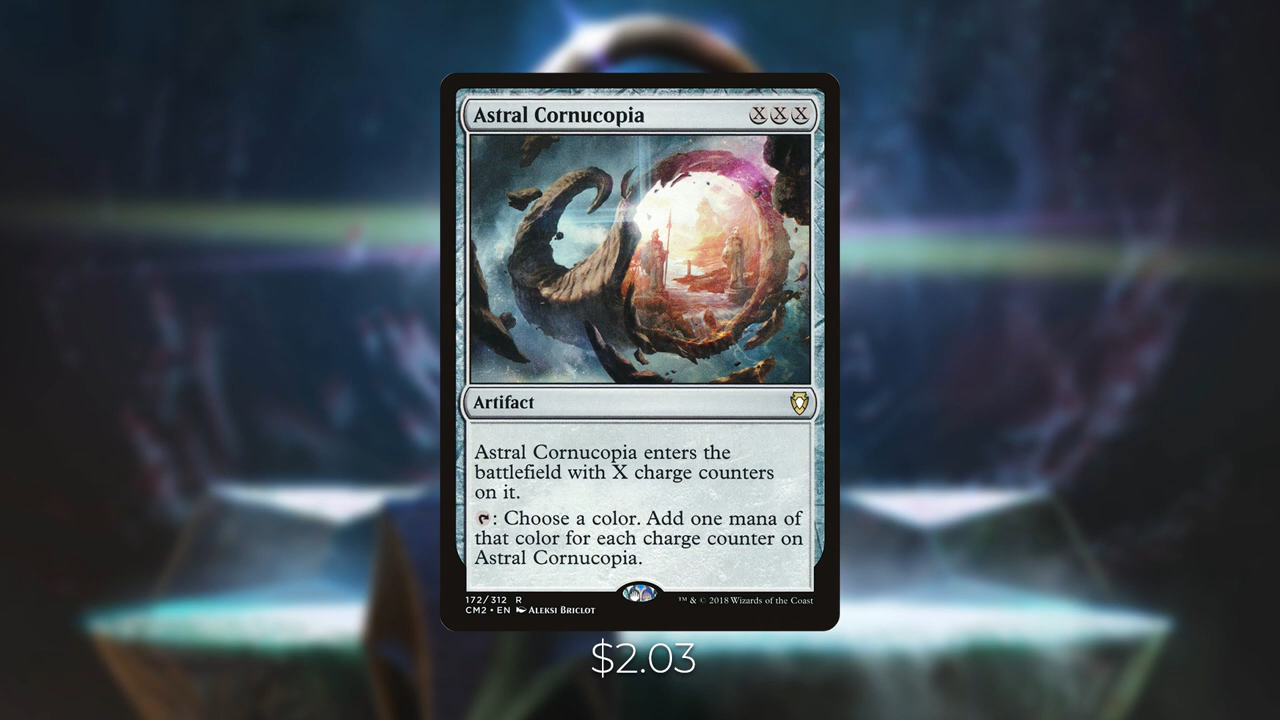 Astral Cornucopia XXX
Artifact
Astral Cornucopia enters the
battlefield with X charge counters
on it.
: Choose a color. Add one mana of
that color for each charge counter on
Astral Cornucopia.
172/312 R
CM2 • EN Aleksi Briclot
™ & © 2018 Wizards of the Coast
$2.03